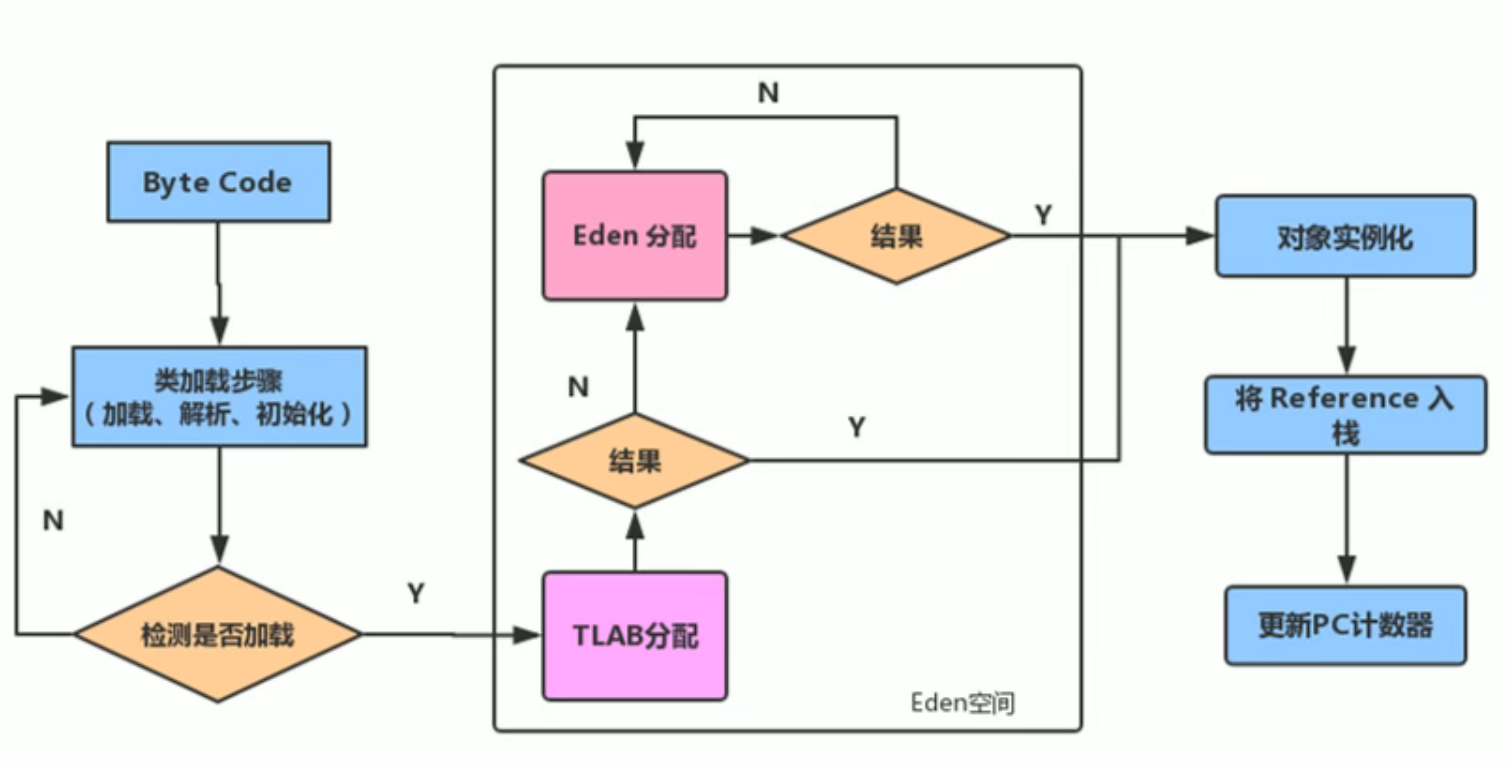 Byte Code
类加载步骤
（加载、解析、初始化）
N
检测是否加载
Y
N
Eden 分配
结果
Y
N
结果
Y
TLAB分配
Eden空间
对象实例化
将 Reference 入
栈
更新PC计数器